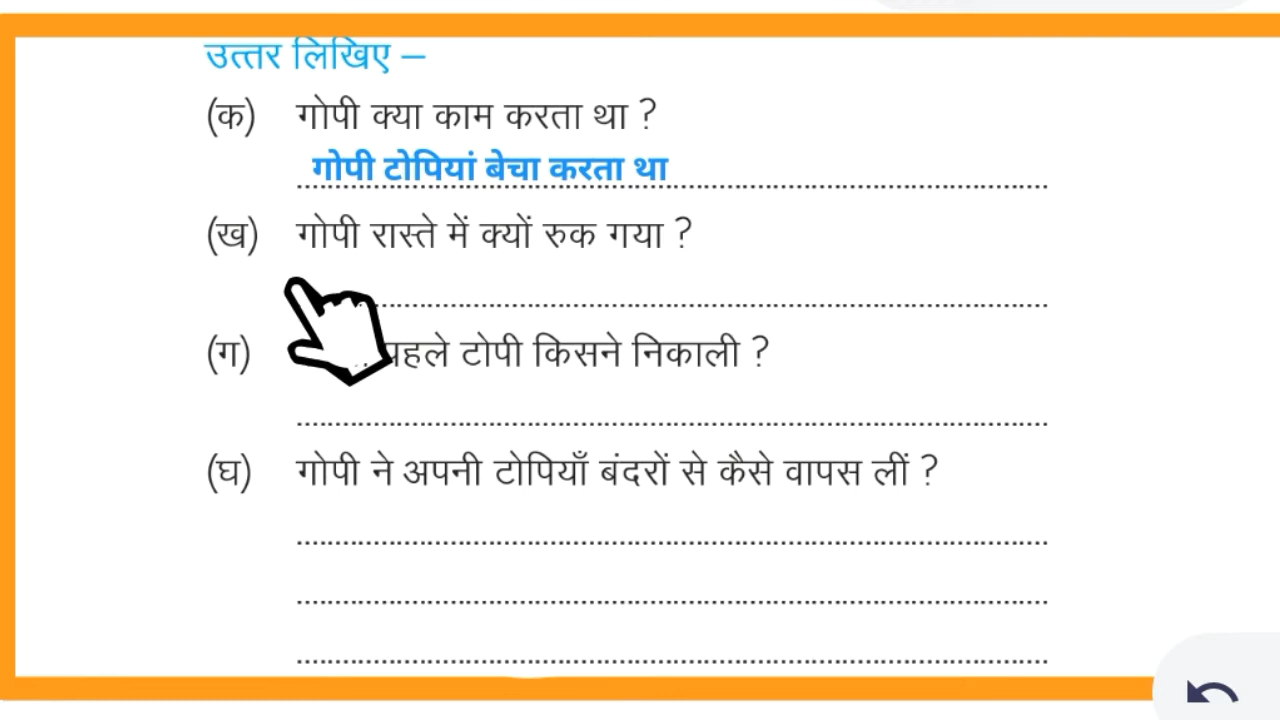 उत्तर लिखिए –
(क) गोपी क्या काम करता था ?
गोपी टोपियां बेचा करता था
(ख) गोपी रास्ते में क्यों रुक गया ?
(ग) पहले टोपी किसने निकाली ?
(घ) गोपी ने अपनी टोपियाँ बंदरों से कैसे वापस लीं ?